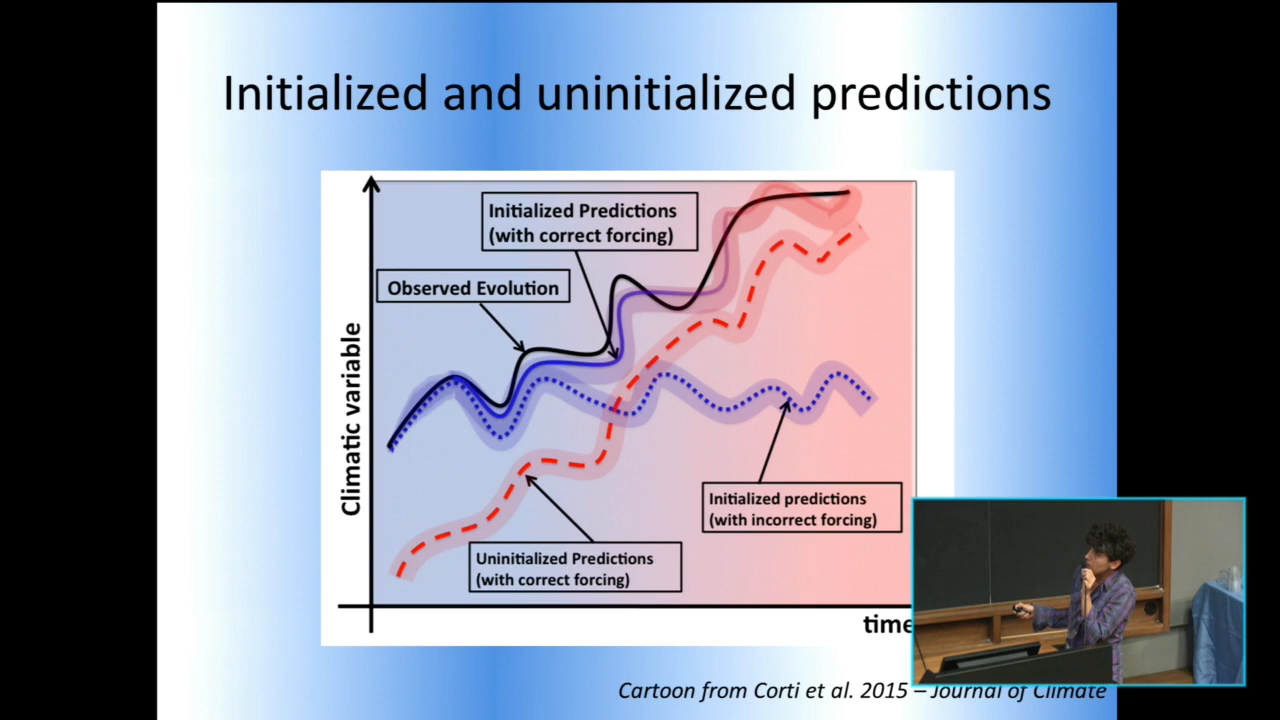 Initialized and uninitialized predictions
Initialized Predictions
(with correct forcing)
Observed Evolution
Climatic variable
Initialized predictions
(with incorrect forcing)
Uninitialized Predictions
(with correct forcing)
time
Cartoon from Corti et al. 2015 – Journal of Climate